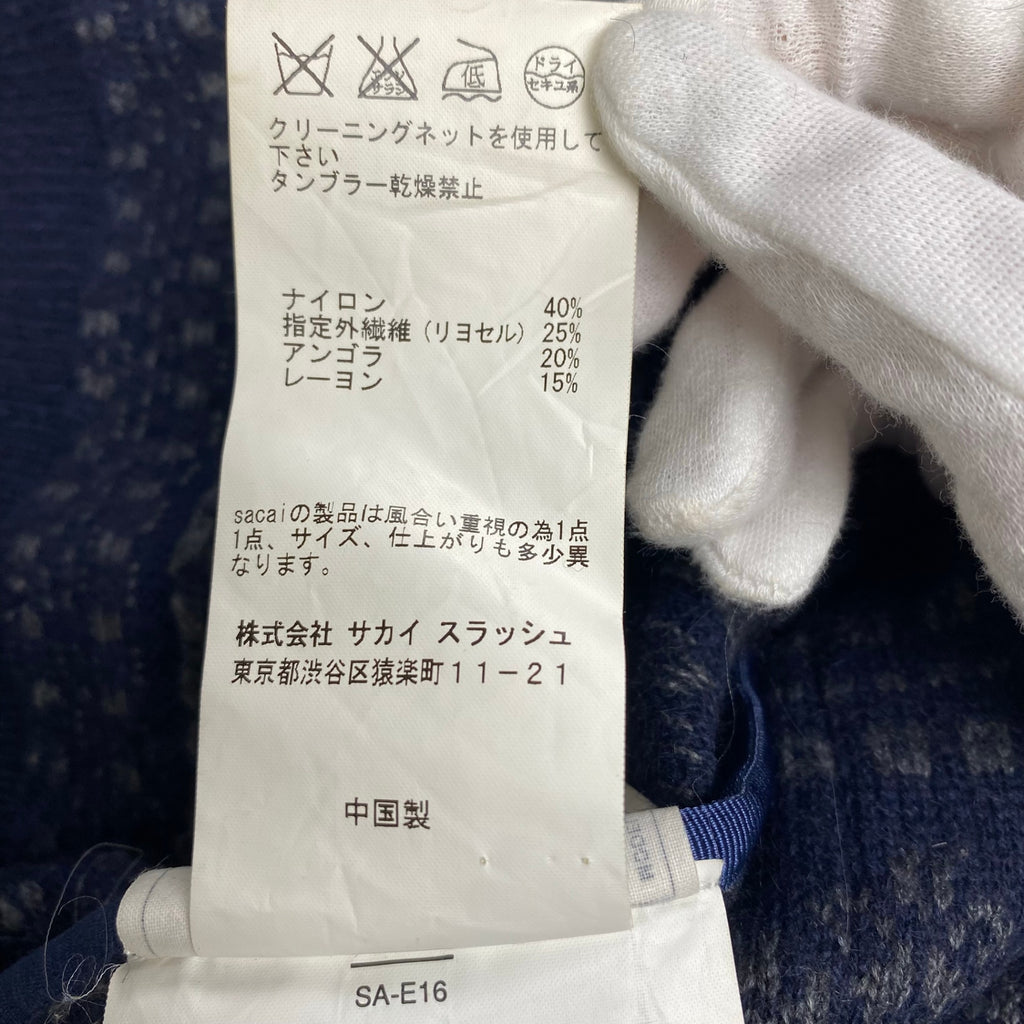 エンソ
サラシ
低
ドライ
セキユ系
クリーニングネットを使用して
下さい
タンブラー乾燥禁止
ナイロン 40%
指定外繊維（リヨセル） 25%
アンゴラ 20%
レーヨン 15%
sacaiの製品は風合い重視の為1点
1点、サイズ、仕上がりも多少異
なります。
株式会社 サカイ スラッシュ
東京都渋谷区猿楽町１１－２１
中国製
SA-E16